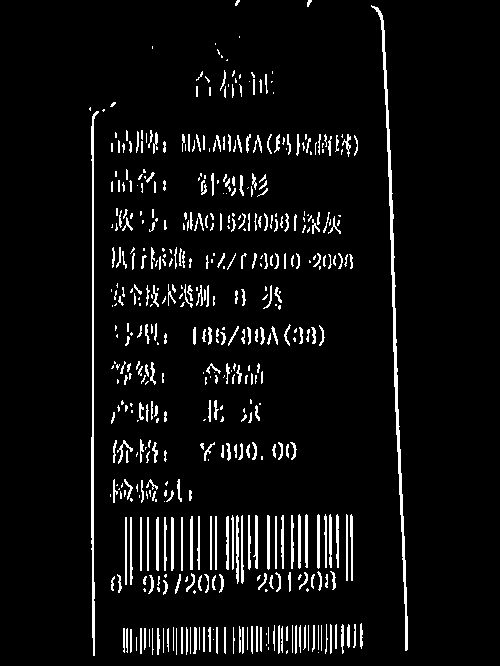 合格证
品牌: MALABATA(玛拉萨塔)
品名: 针织衫
款号: MAC152B0561深灰
执行标准: FZ/T73010-2008
安全技术类别: B 类
号型: 165/88A(38)
等级: 合格品
产地: 北 京
价格: ¥890.00
检验员:
6 957200 201208